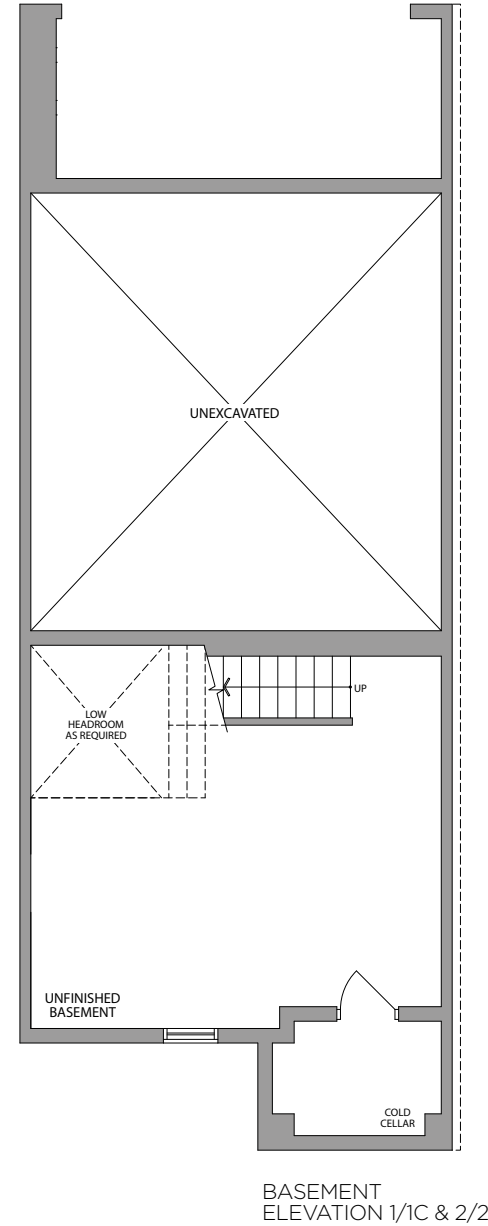 UNEXCAVATED
UP
LOW
HEADROOM
AS REQUIRED
UNFINISHED
BASEMENT
COLD
CELLAR
BASEMENT
ELEVATION 1/1C & 2/2